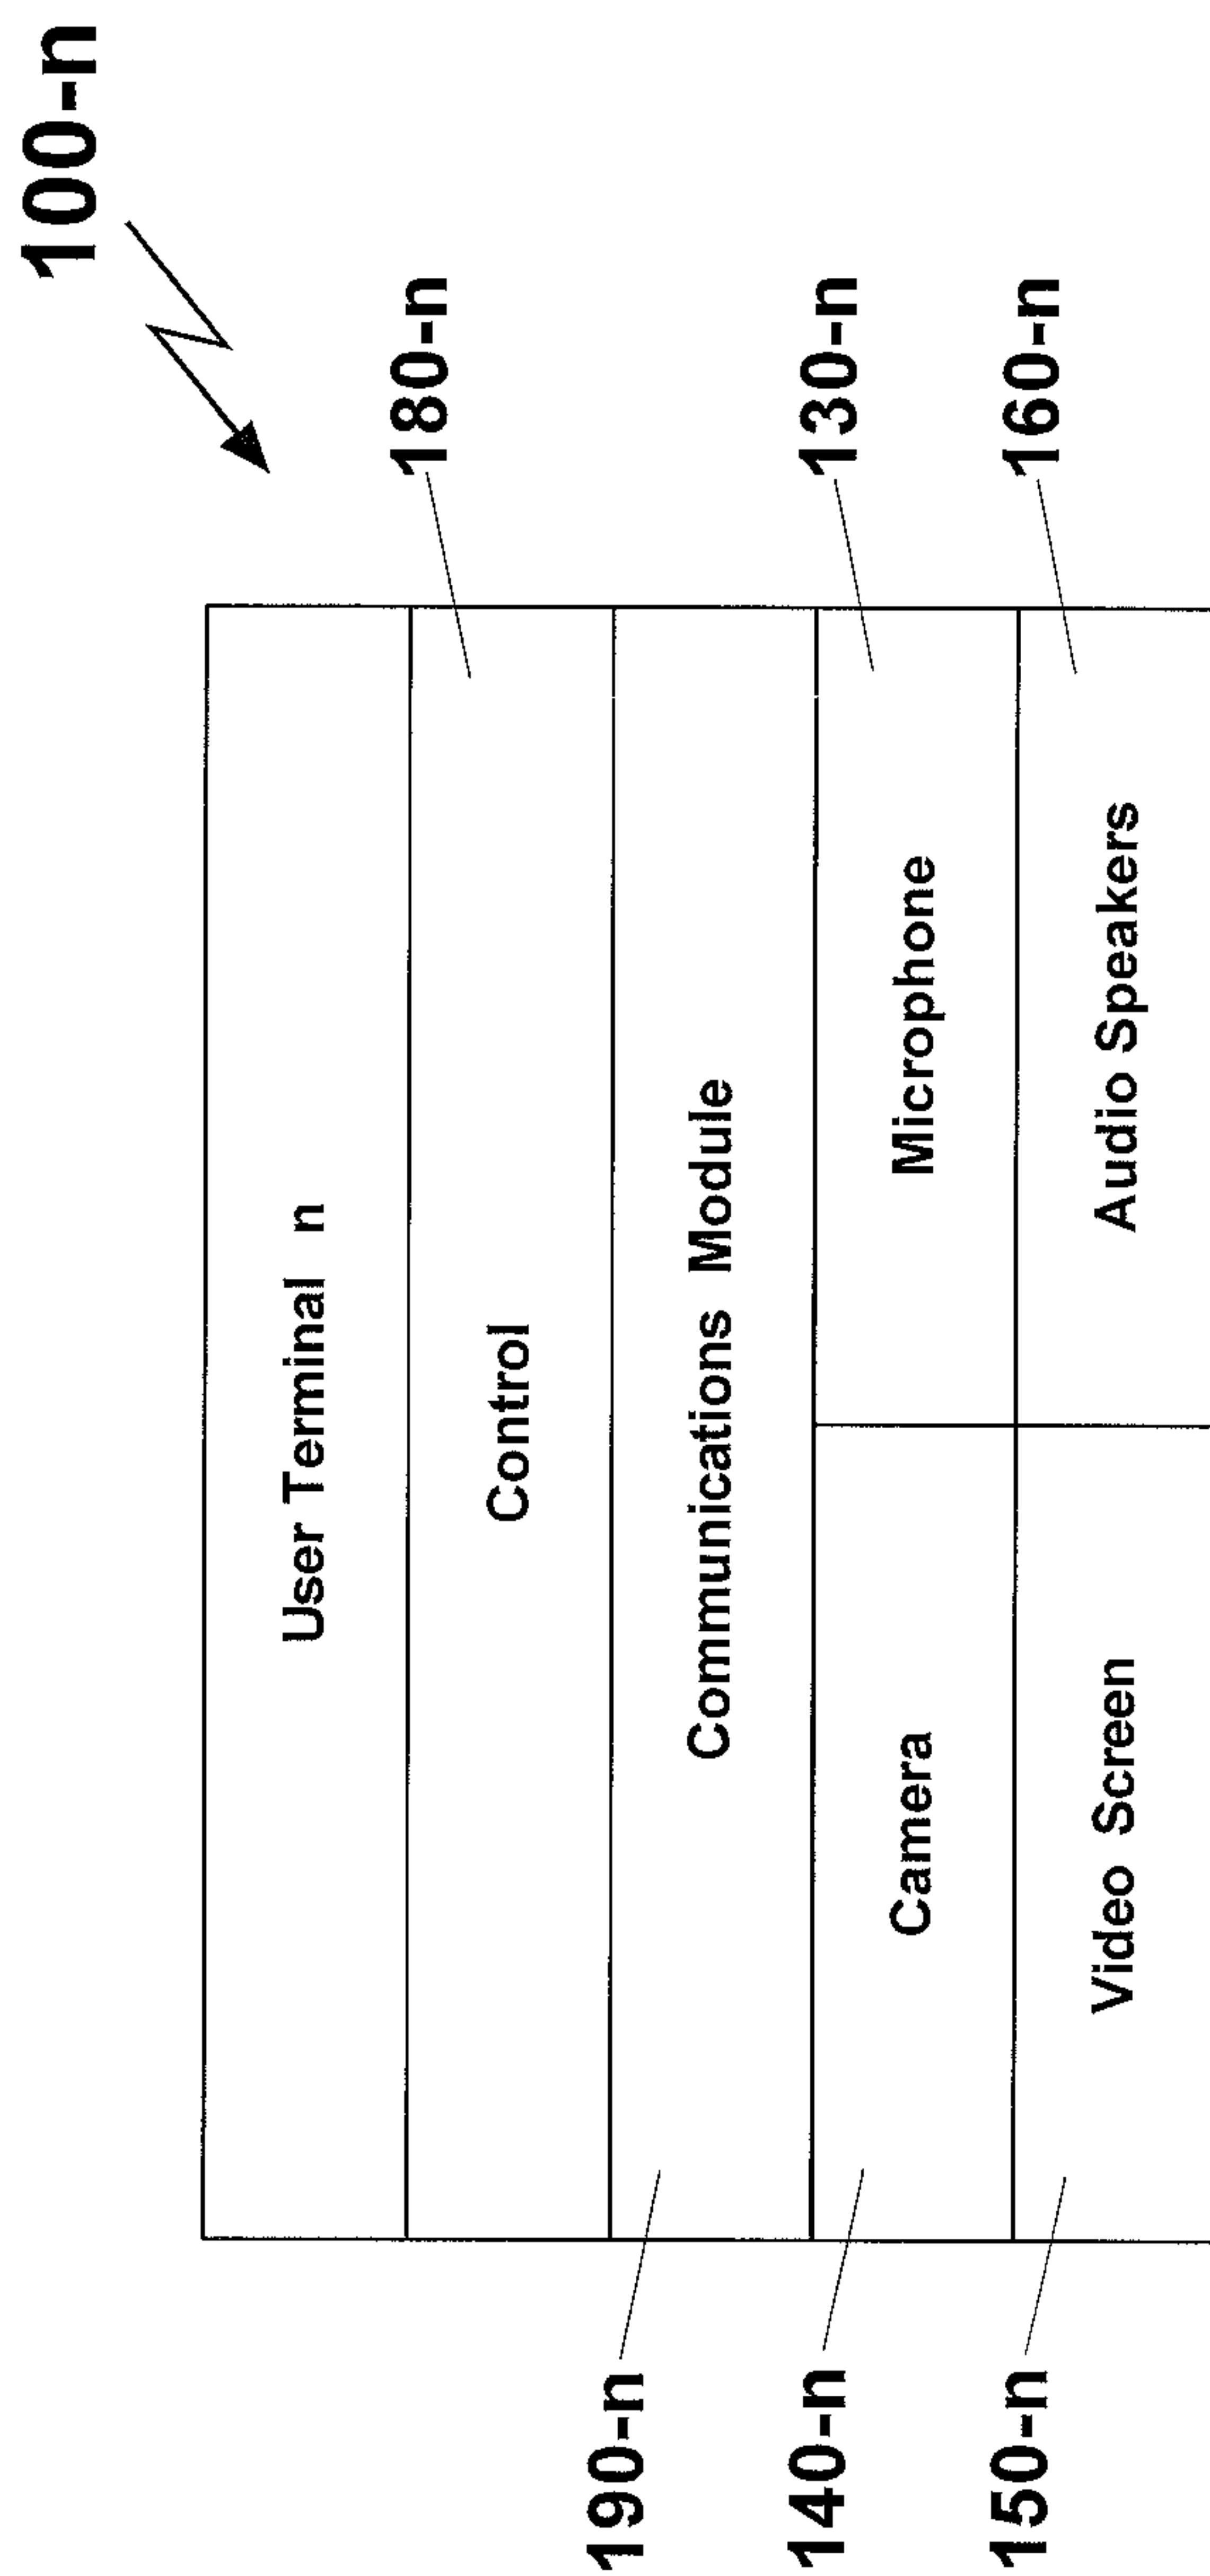 100-n
User Terminal n
Control
180-n
Communications Module
190-n
Camera
140-n
Microphone
130-n
Video Screen
150-n
Audio Speakers
160-n